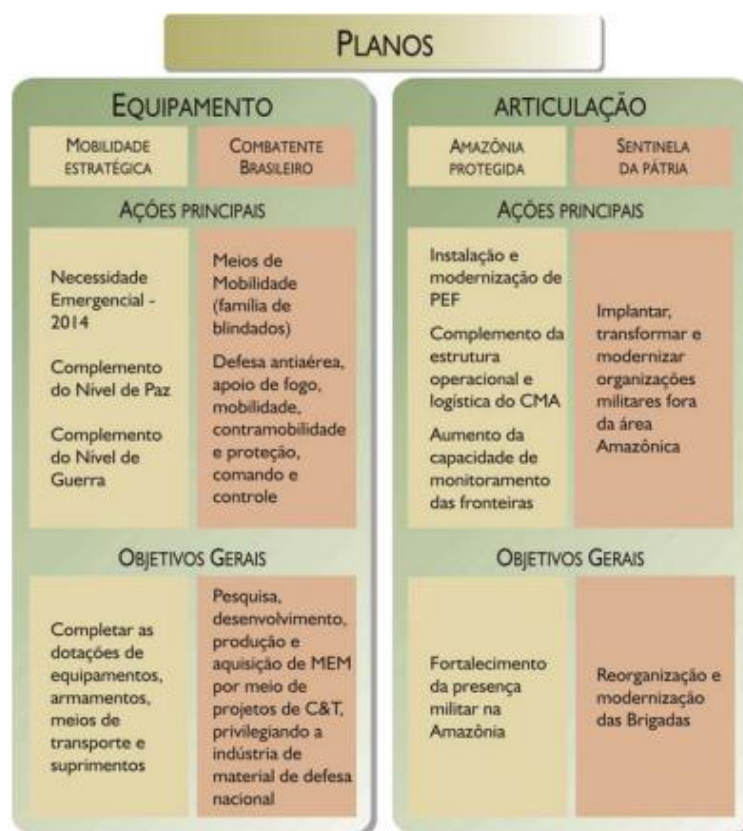 PLANOS
EQUIPAMENTO
MOBILIDADE
ESTRATÉGICA
COMBATENTE
BRASILEIRO
AÇÕES PRINCIPAIS
Necessidade
Emergencial -
2014
Complemento
do Nível de Paz
Complemento
do Nível de
Guerra
Meios de
Mobilidade
(família de
blindados)
Defesa antiaérea,
apoio de fogo,
mobilidade,
contramobilidade
e proteção,
comando e
controle
OBJETIVOS GERAIS
Completar as
dotações de
equipamentos,
armamentos,
meios de
transporte e
suprimentos
Pesquisa,
desenvolvimento,
produção e
aquisição de MEM
por meio de
projetos de C&T,
privilegiando a
indústria de
material de defesa
nacional
ARTICULAÇÃO
AMAZÔNIA
PROTEGIDA
SENTINELA
DA PÁTRIA
AÇÕES PRINCIPAIS
Instalação e
modernização de
PEF
Complemento da
estrutura
operacional e
logística do CMA
Aumento da
capacidade de
monitoramento
das fronteiras
Implantar,
transformar e
modernizar
organizações
militares fora
da área
Amazônica
OBJETIVOS GERAIS
Fortalecimento
da presença
militar na
Amazônia
Reorganização e
modernização
das Brigadas